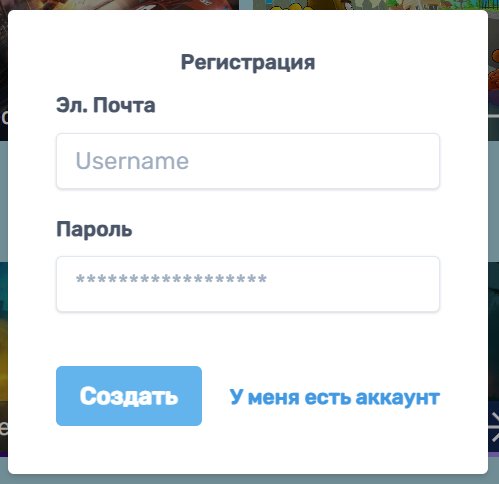 Регистрация
Эл. Почта
Username
Пароль
******************
Создать
У меня есть аккаунт